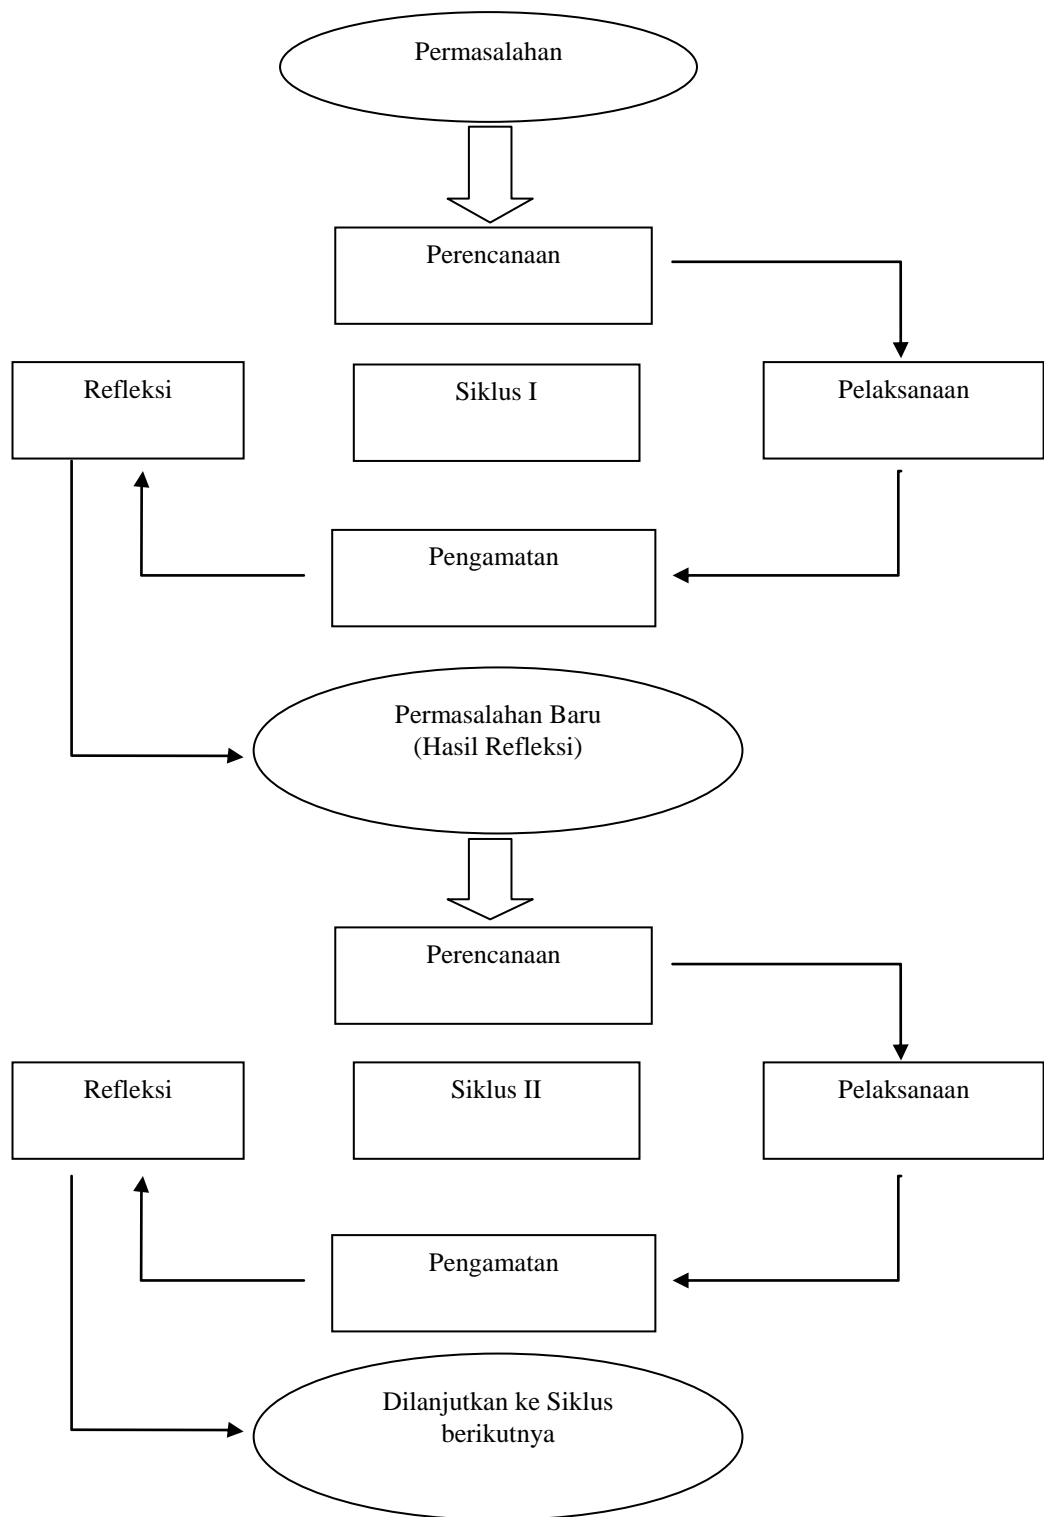 Permasalahan
Perencanaan
Refleksi
Siklus I
Pelaksanaan
Pengamatan
Permasalahan Baru
(Hasil Refleksi)
Perencanaan
Refleksi
Siklus II
Pelaksanaan
Pengamatan
Dilanjutkan ke Siklus
berikutnya